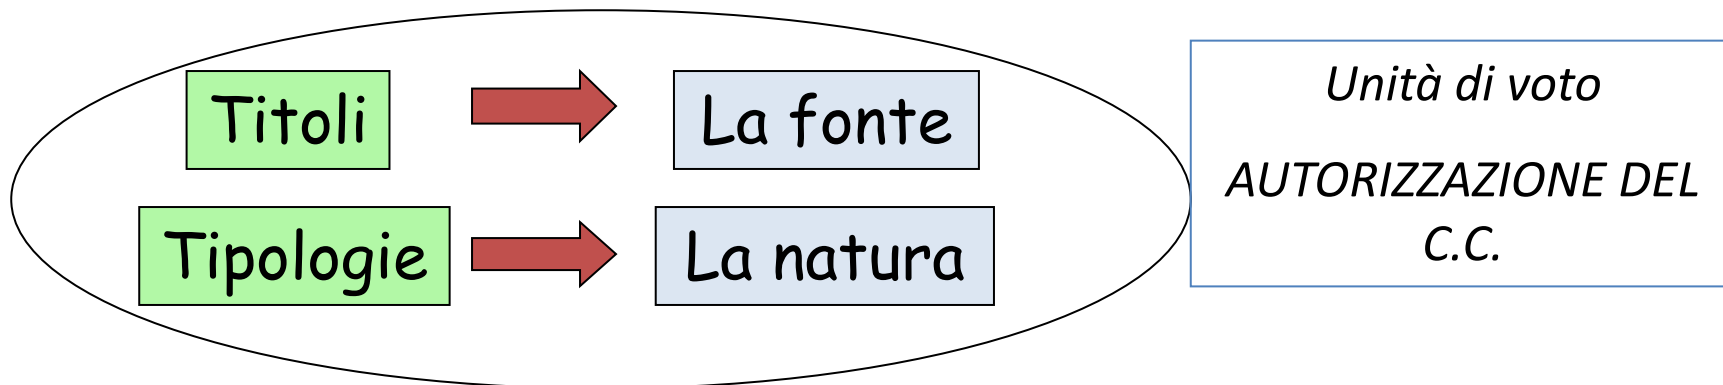 Titoli
La fonte
Tipologie
La natura
Unità di voto
AUTORIZZAZIONE DEL
C.C.